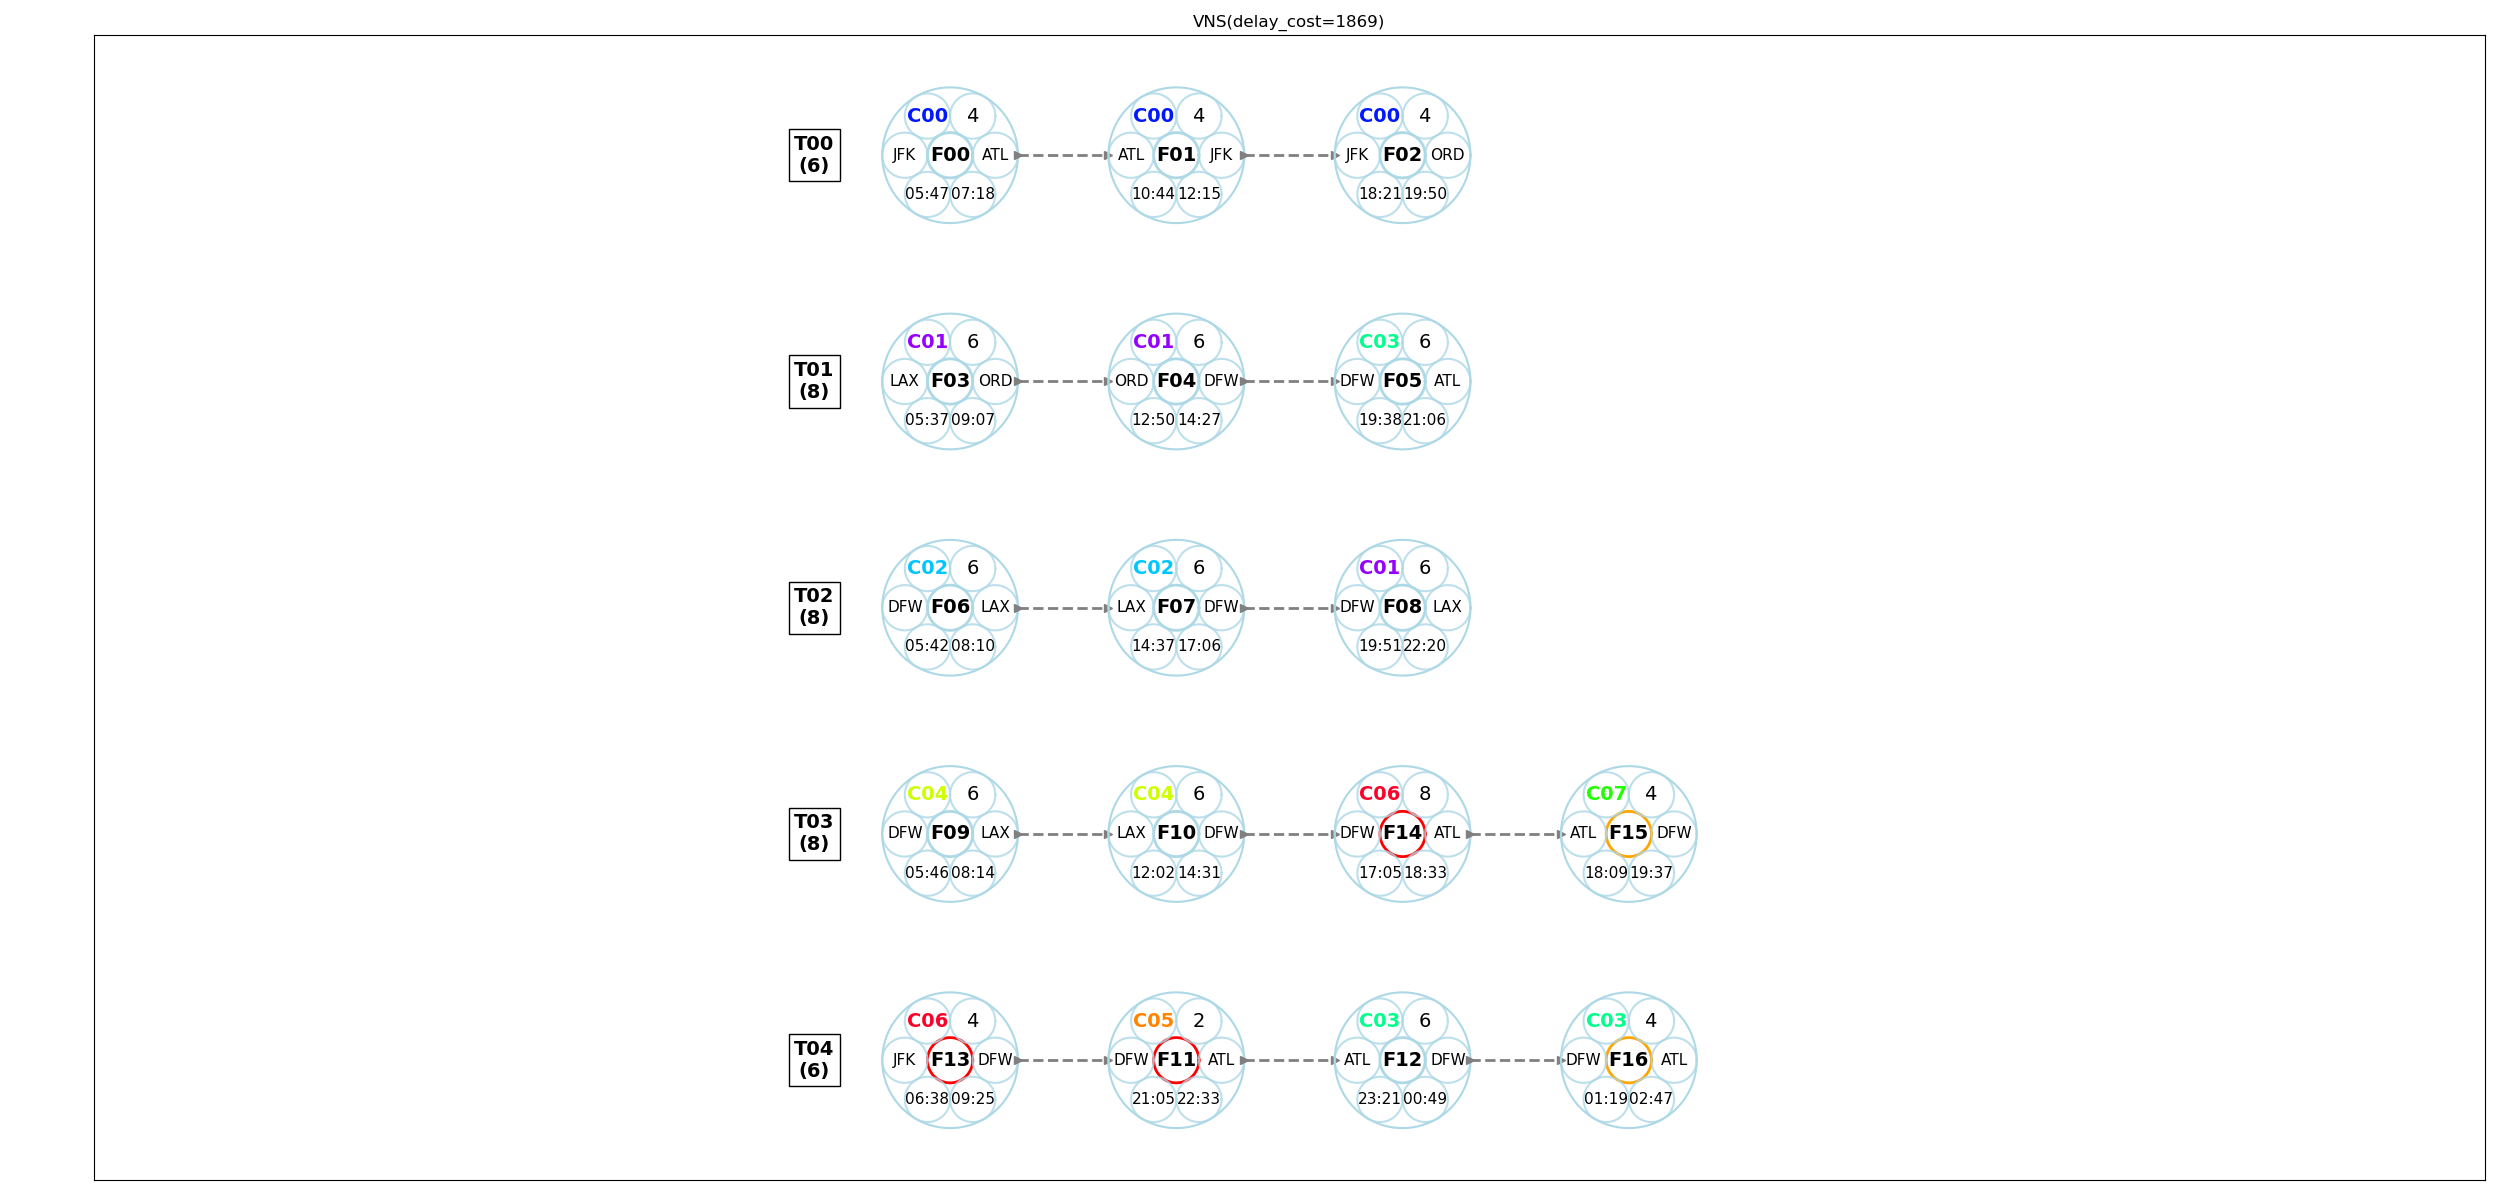 VNS(delay_cost=1869)
T00
(6)
C00 4
JFK F00 ATL
05:47 07:18
C00 4
ATL F01 JFK
10:44 12:15
C00 4
JFK F02 ORD
18:21 19:50
T01
(8)
C01 6
LAX F03 ORD
05:37 09:07
C01 6
ORD F04 DFW
12:50 14:27
C03 6
DFW F05 ATL
19:38 21:06
T02
(8)
C02 6
DFW F06 LAX
05:42 08:10
C02 6
LAX F07 DFW
14:37 17:06
C01 6
DFW F08 LAX
19:51 22:20
T03
(8)
C04 6
DFW F09 LAX
05:46 08:14
C04 6
LAX F10 DFW
12:02 14:31
C06 8
DFW F14 ATL
17:05 18:33
C07 4
ATL F15 DFW
18:09 19:37
T04
(6)
C06 4
JFK F13 DFW
06:38 09:25
C05 2
DFW F11 ATL
21:05 22:33
C03 6
ATL F12 DFW
23:21 00:49
C03 4
DFW F16 ATL
01:19 02:47